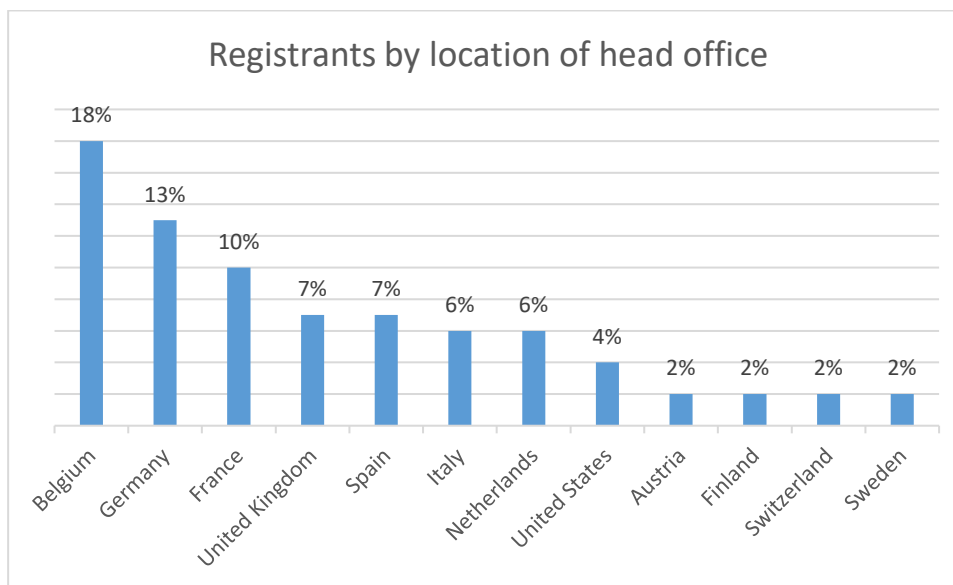 Registrants by location of head office
18%
13%
10%
7%
7%
6%
6%
4%
2%
2%
2%
2%
Belgium
Germany
France
United Kingdom
Spain
Italy
Netherlands
United States
Austria
Finland
Switzerland
Sweden